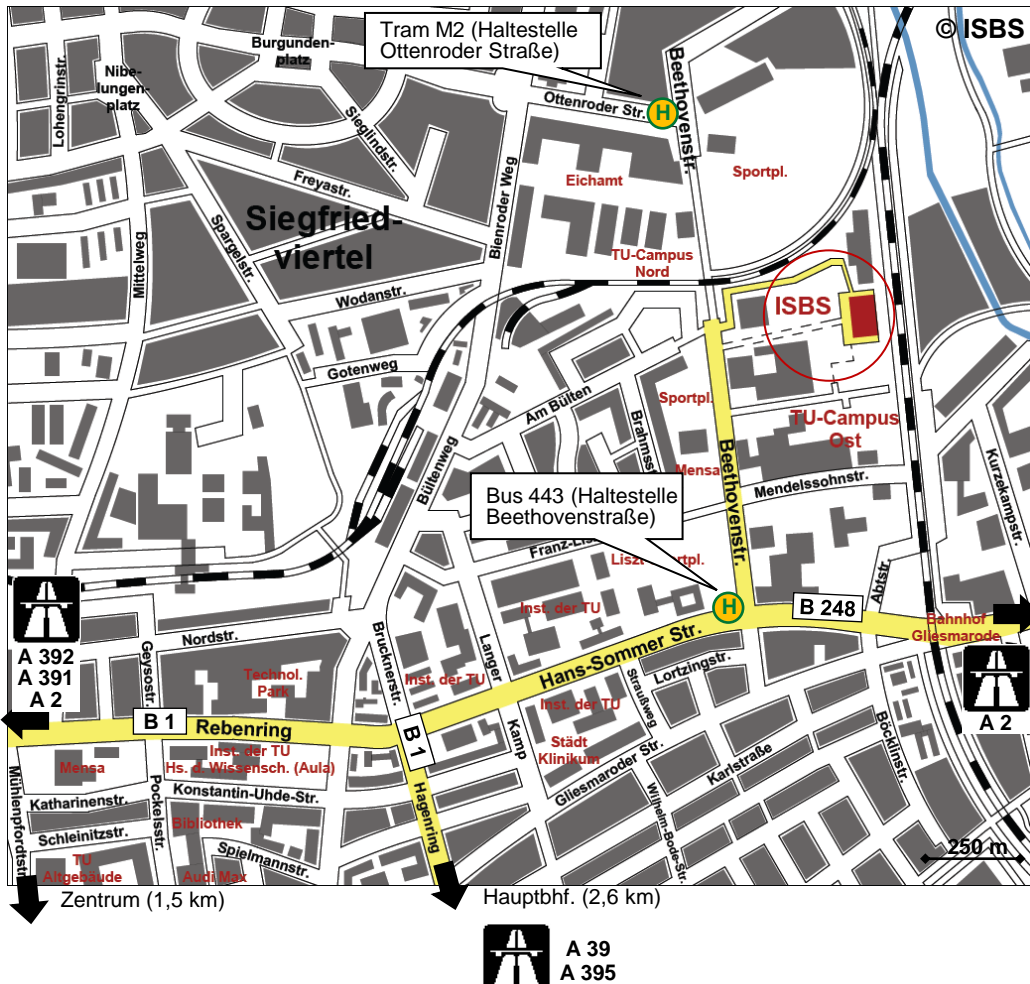 © ISBS
Tram M2 (Haltestelle
Ottenroder Straße)
Burgunden-
platz
Nibe-
lungen-
platz
Lohengrinstr.
Sieglindstr.
Ottenroder Str.
H
Beethovenstr.
Freyastr.
Bienroder Weg
Eichamt
Sportpl.
Siegfried-
viertel
Mittelweg
Spargelstr.
TU-Campus
Nord
Wodanstr.
ISBS
Gotenweg
Am Bülten
Sportpl.
Brahmsst
TU-Campus
Ost
Bültenweg
Mensa
Beethovenstr.
Mendelssohnstr.
Kurzekampstr.
Bus 443 (Haltestelle
Beethovenstraße)
Franz-Lis
Liszt
rtpl.
Abtstr.
H
B 248
Bahnhof
Gliesmarode
A 392
A 391
A 2
Nordstr.
Geysostr.
Brucknerstr.
Langer
Kamp
Inst. der TU
Hans-Sommer Str.
Lortzingstr.
Technol.
Park
Inst. der TU
Inst. der TU
Straußweg
A 2
B 1
Rebenring
B 1
Städt
Klinikum
Böcklinstr.
Karlstraße
Mensa
Inst. der TU
Hs. d. Wissensch. (Aula)
Gliesmaroder Str.
Mühlenpfordtstr
Katharinenstr.
Pockelsstr.
Konstantin-Uhde-Str.
Hagenring
Wilhelm-Bode-Str.
Schleinitzstr.
Bibliothek
Spielmannstr.
TU
Altgebäude
Audi Max
250 m
Zentrum (1,5 km)
Hauptbhf. (2,6 km)
A 39
A 395